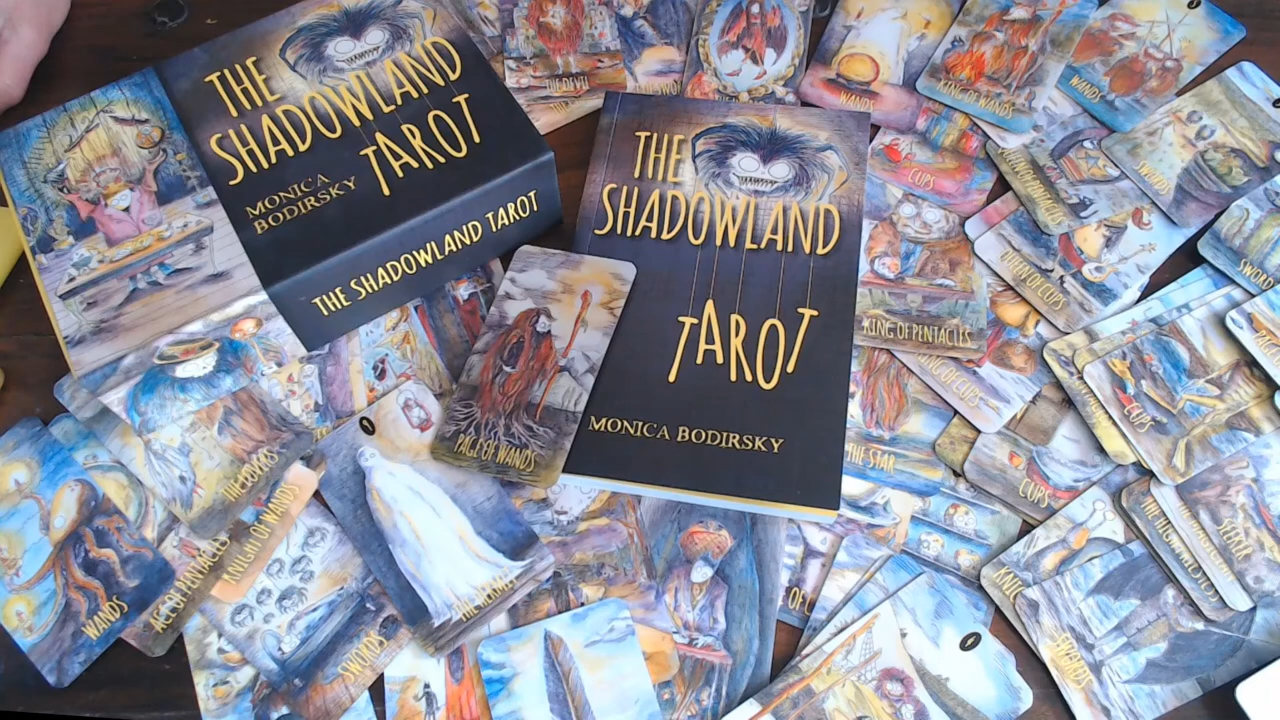 THE
SHADOWLAND
TAROT
MONICA
BODIRSKY
THE SHADOWLAND TAROT
THE
SHADOWLAND
TAROT
MONICA BODIRSKY
THE DEVIL
WANDS
KING OF WANDS
WANDS
CUPS
SWORDS
QUEEN OF CUPS
KING OF PENTACLES
KING OF CUPS
CUPS
PAGE OF WANDS
THE STAR
CUPS
THE LOVERS
KNIGHT OF WANDS
ACE OF PENTACLES
WANDS
SWORDS
THE HERMIT
SWORDS
SEEKER